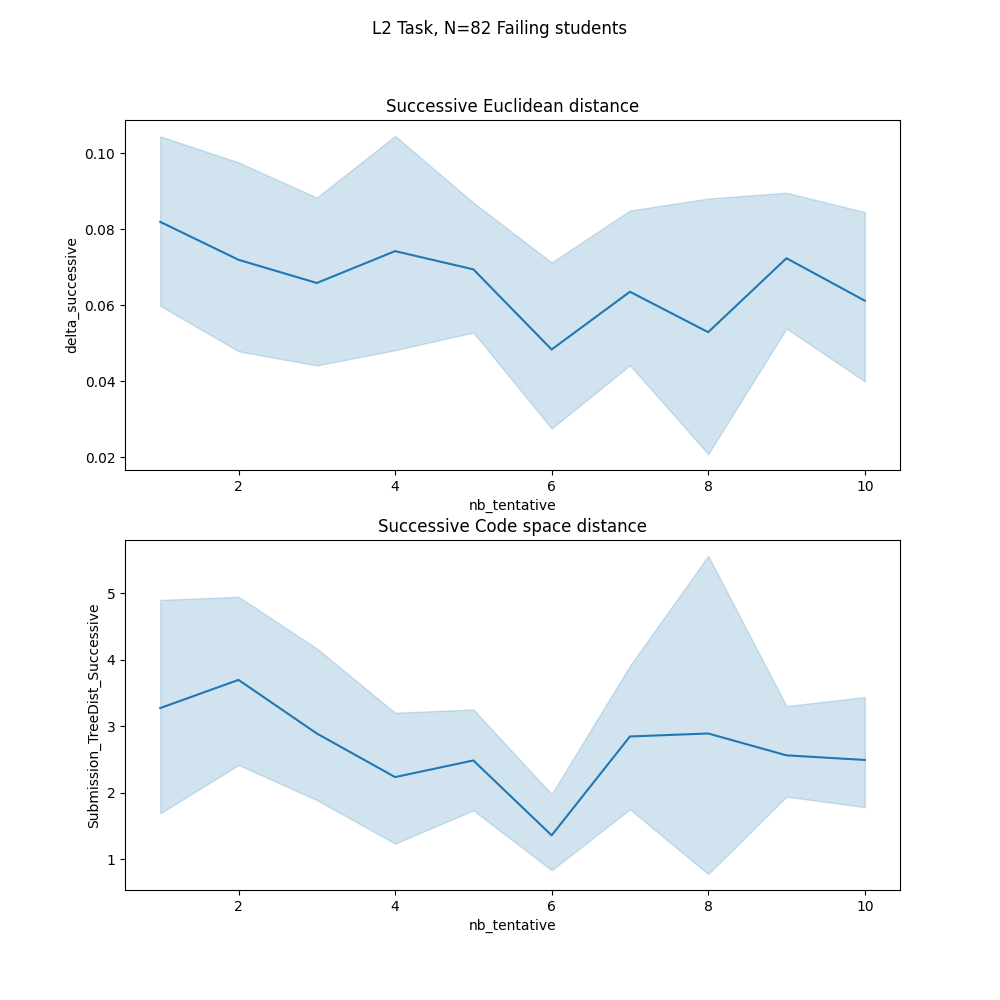 L2 Task, N=82 Failing students
Successive Euclidean distance
delta_successive
0.10
0.08
0.06
0.04
0.02
2 4 6 8 10
nb_tentative
Successive Code space distance
Submission_TreeDist_Successive
5
4
3
2
1
2 4 6 8 10
nb_tentative